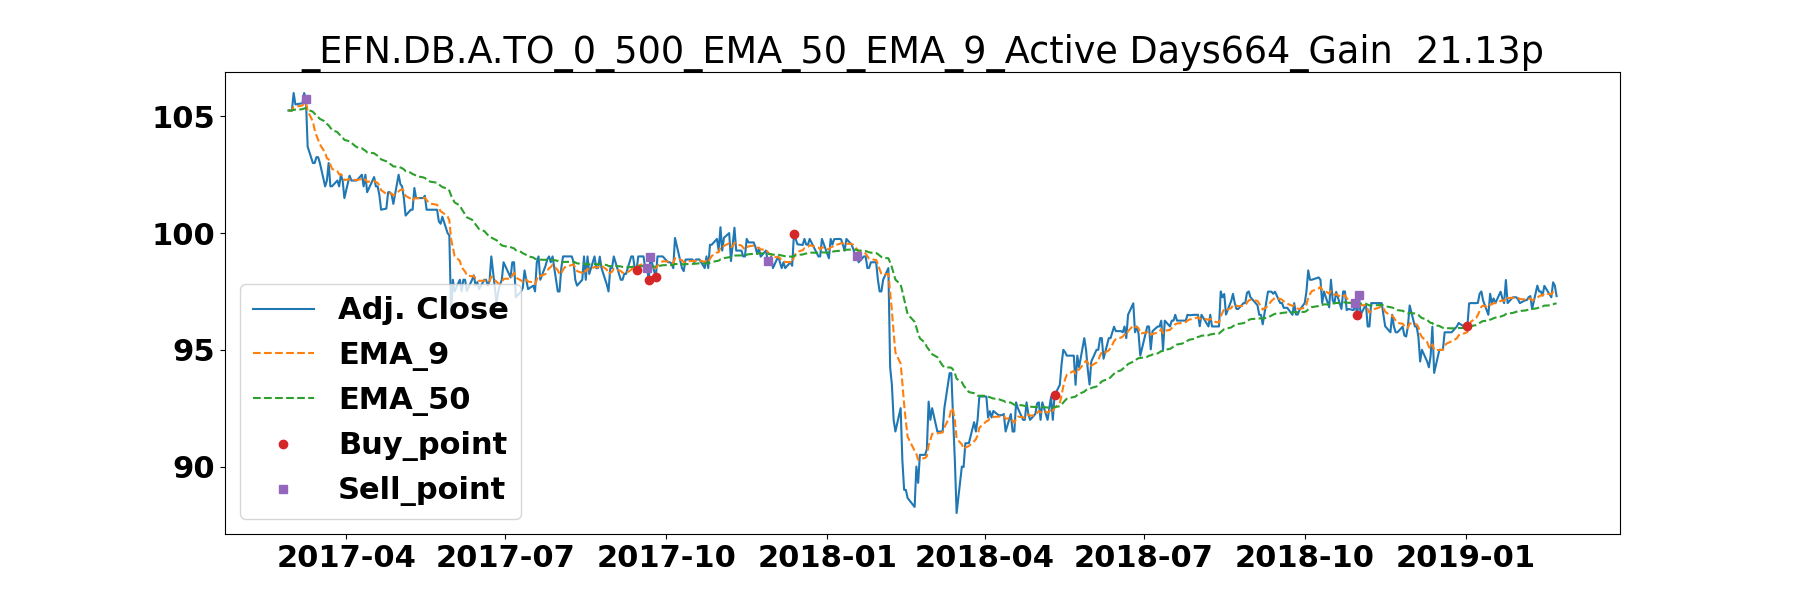 _EFN.DB.A.TO_0_500_EMA_50_EMA_9_Active Days664_Gain  21.13p
105
100
95
90
Adj. Close
EMA_9
EMA_50
Buy_point
Sell_point
2017-04 2017-07 2017-10 2018-01 2018-04 2018-07 2018-10 2019-01